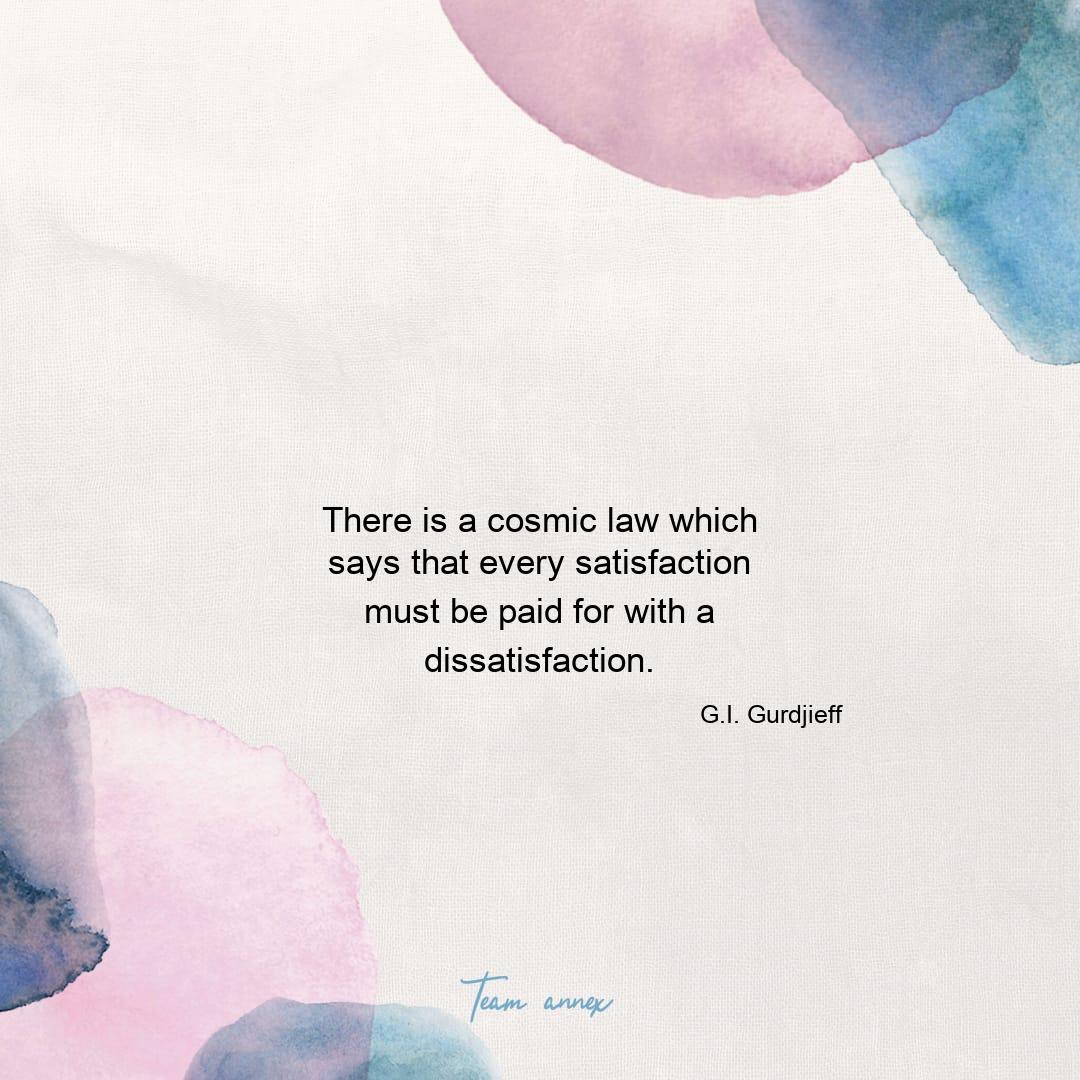 There is a cosmic law which
says that every satisfaction
must be paid for with a
dissatisfaction.
G.I. Gurdjieff
Team annex